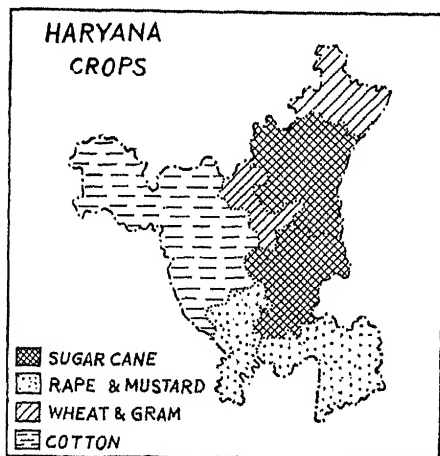 HARYANA
CROPS
SUGAR CANE
RAPE & MUSTARD
WHEAT & GRAM
COTTON